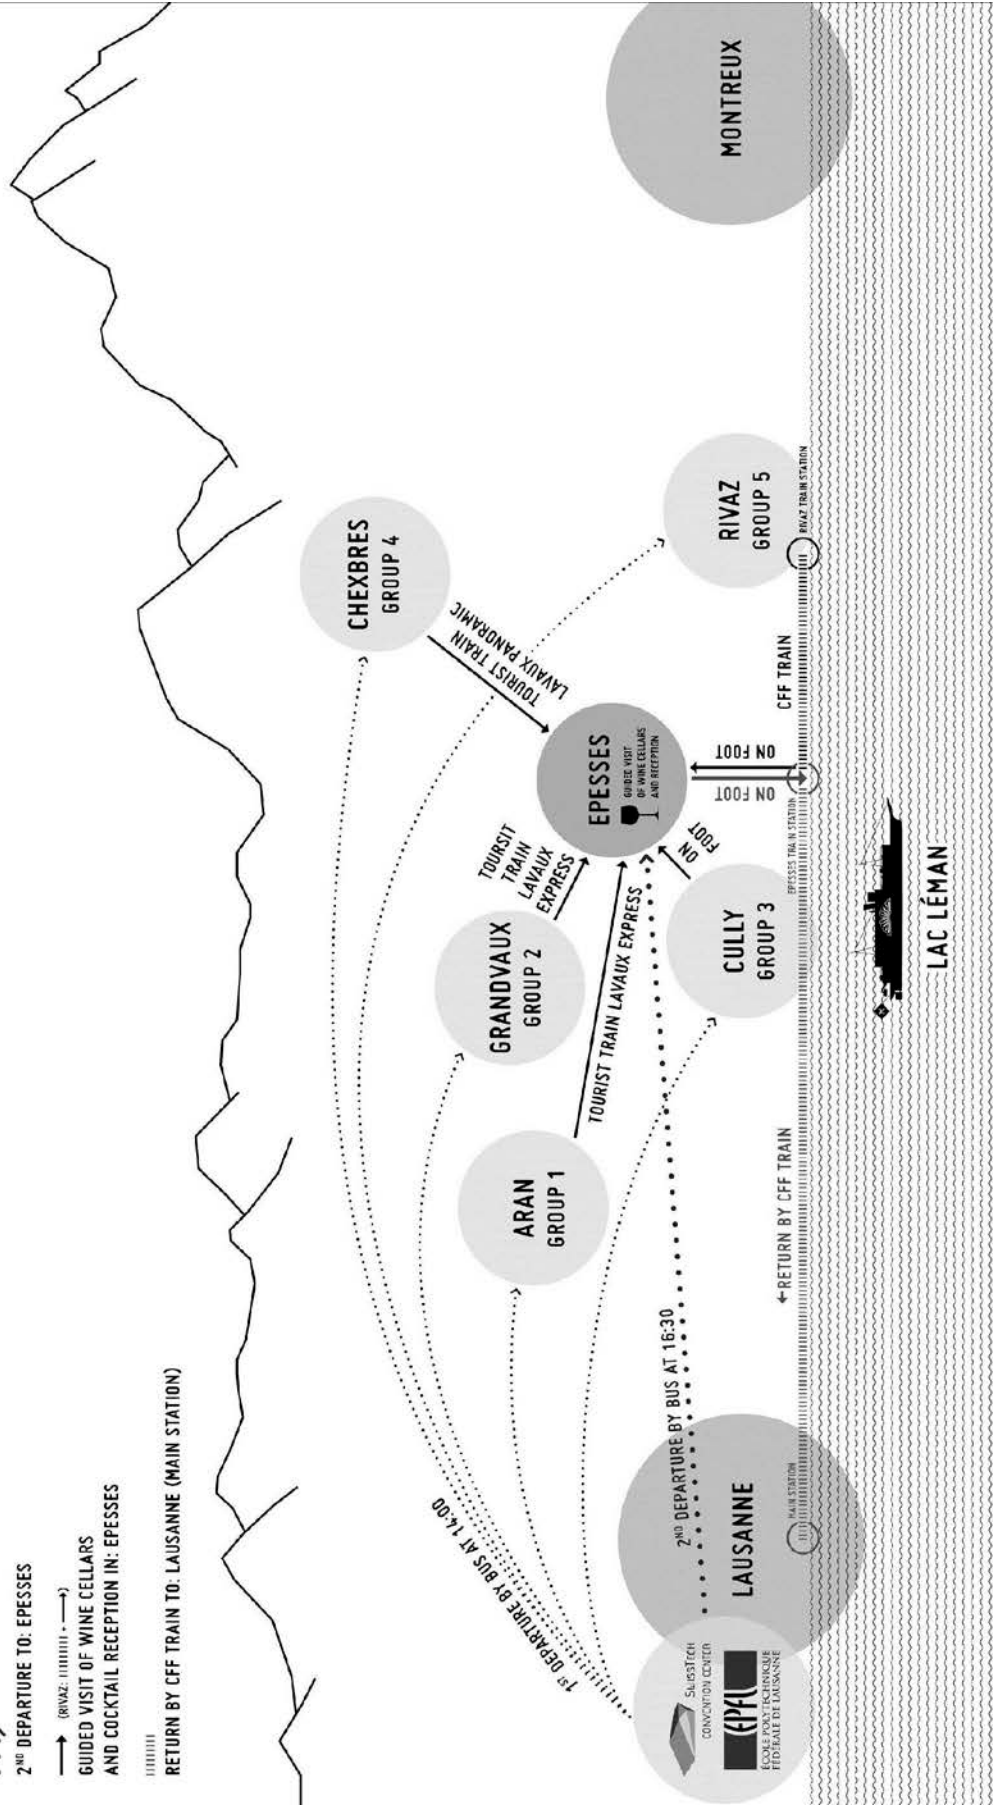 2ND DEPARTURE TO: EPESSES
(RIVAZ: + )
GUIDED VISIT OF WINE CELLARS
AND COCKTAIL RECEPTION IN: EPESSES
RETURN BY CFF TRAIN TO: LAUSANNE (MAIN STATION)
1ST DEPARTURE BY BUS AT 14:00
CHEXBRES
GROUP 4
TOURIST TRAIN
LAVAUX PANORAMIC
GRANDVAUX
GROUP 2
TOURSIT
TRAIN
LAVAUX
EXPRESS
ARAN
GROUP 1
TOURIST TRAIN LAVAUX EXPRESS
EPESSES
GUIDED VISIT
OF WINE CELLARS
AND RECEPTION
2ND DEPARTURE BY BUS AT 16:30
SWISSTECH
CONVENTION CENTER
EPFL
ÉCOLE POLYTECHNIQUE
FÉDÉRALE DE LAUSANNE
LAUSANNE
MAIN STATION
CULLY
GROUP 3
ON
FOOT
ON FOOT
ON FOOT
RIVAZ
GROUP 5
MONTREUX
←RETURN BY CFF TRAIN
EPESSES TRAIN STATION
CFF TRAIN
RIVAZ TRAIN STATION
LAC LÉMAN